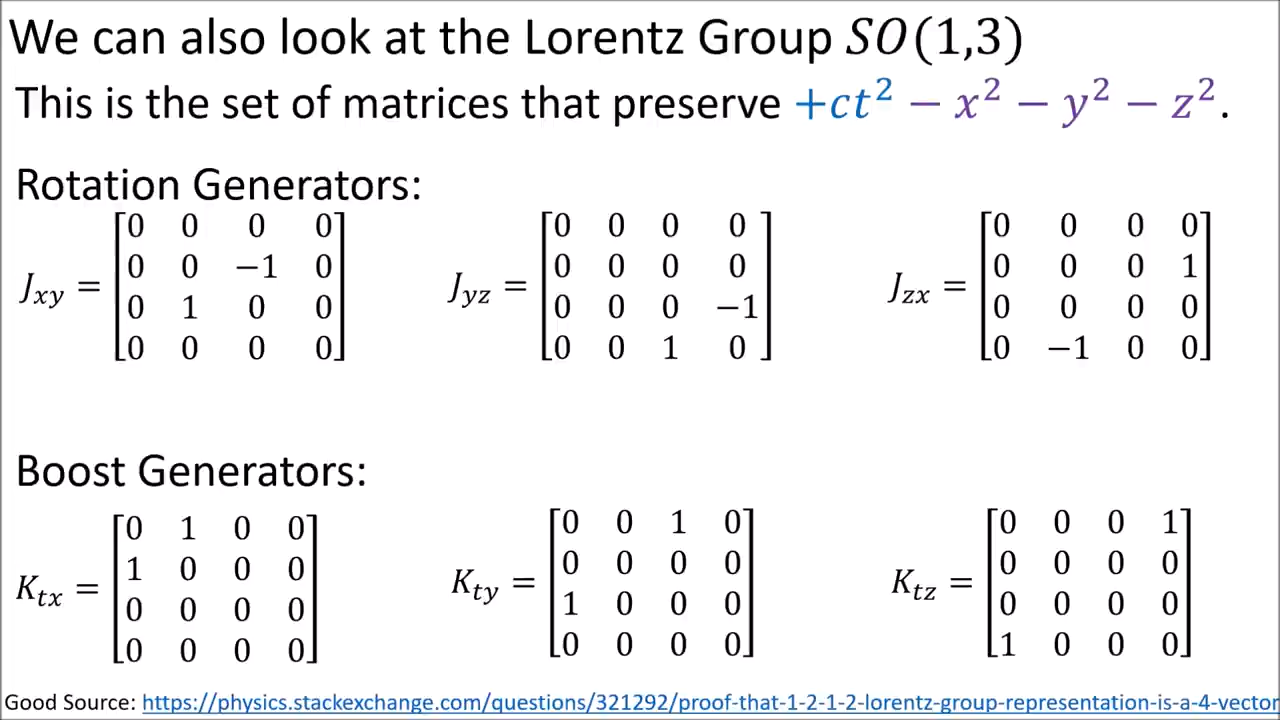 We can also look at the Lorentz Group SO(1,3)
This is the set of matrices that preserve +ct² − x² − y² − z².
Rotation Generators:
J_xy = [0 0 0 0; 0 0 −1 0; 0 1 0 0; 0 0 0 0]
J_yz = [0 0 0 0; 0 0 0 0; 0 0 0 −1; 0 0 1 0]
J_zx = [0 0 0 0; 0 0 0 1; 0 0 0 0; 0 −1 0 0]
Boost Generators:
K_tx = [0 1 0 0; 1 0 0 0; 0 0 0 0; 0 0 0 0]
K_ty = [0 0 1 0; 0 0 0 0; 1 0 0 0; 0 0 0 0]
K_tz = [0 0 0 1; 0 0 0 0; 0 0 0 0; 1 0 0 0]
Good Source: https://physics.stackexchange.com/questions/321292/proof-that-1-2-1-2-lorentz-group-representation-is-a-4-vector